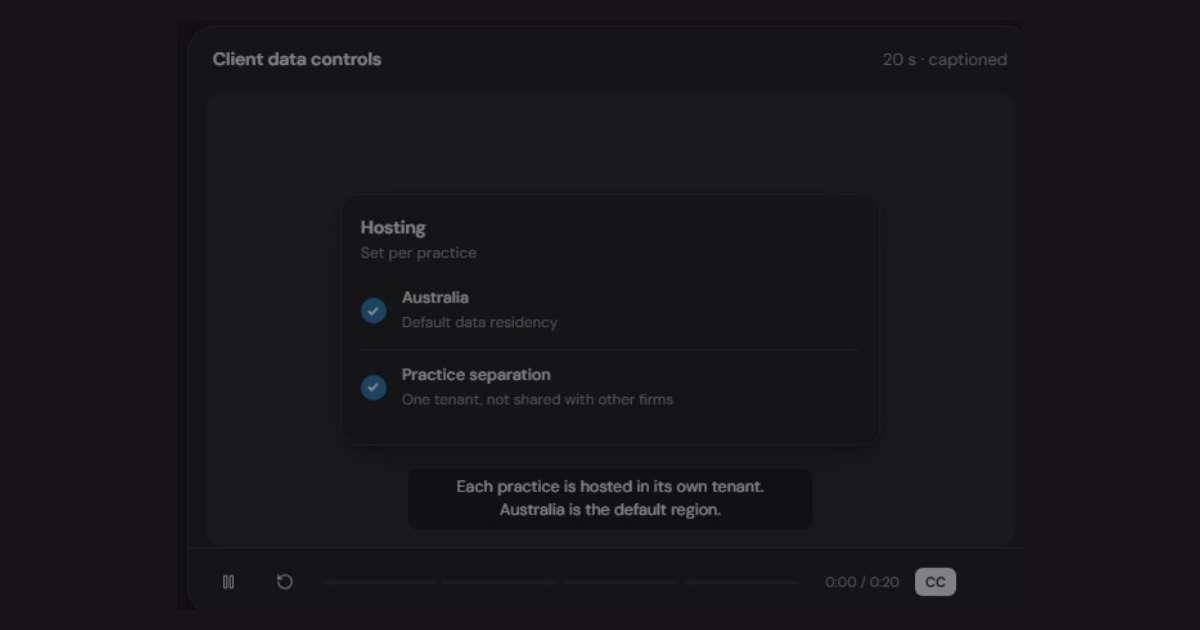 Client data controls
20 s · captioned
Hosting
Set per practice
Australia
Default data residency
Practice separation
One tenant, not shared with other firms
Each practice is hosted in its own tenant.
Australia is the default region.
0:00 / 0:20
CC